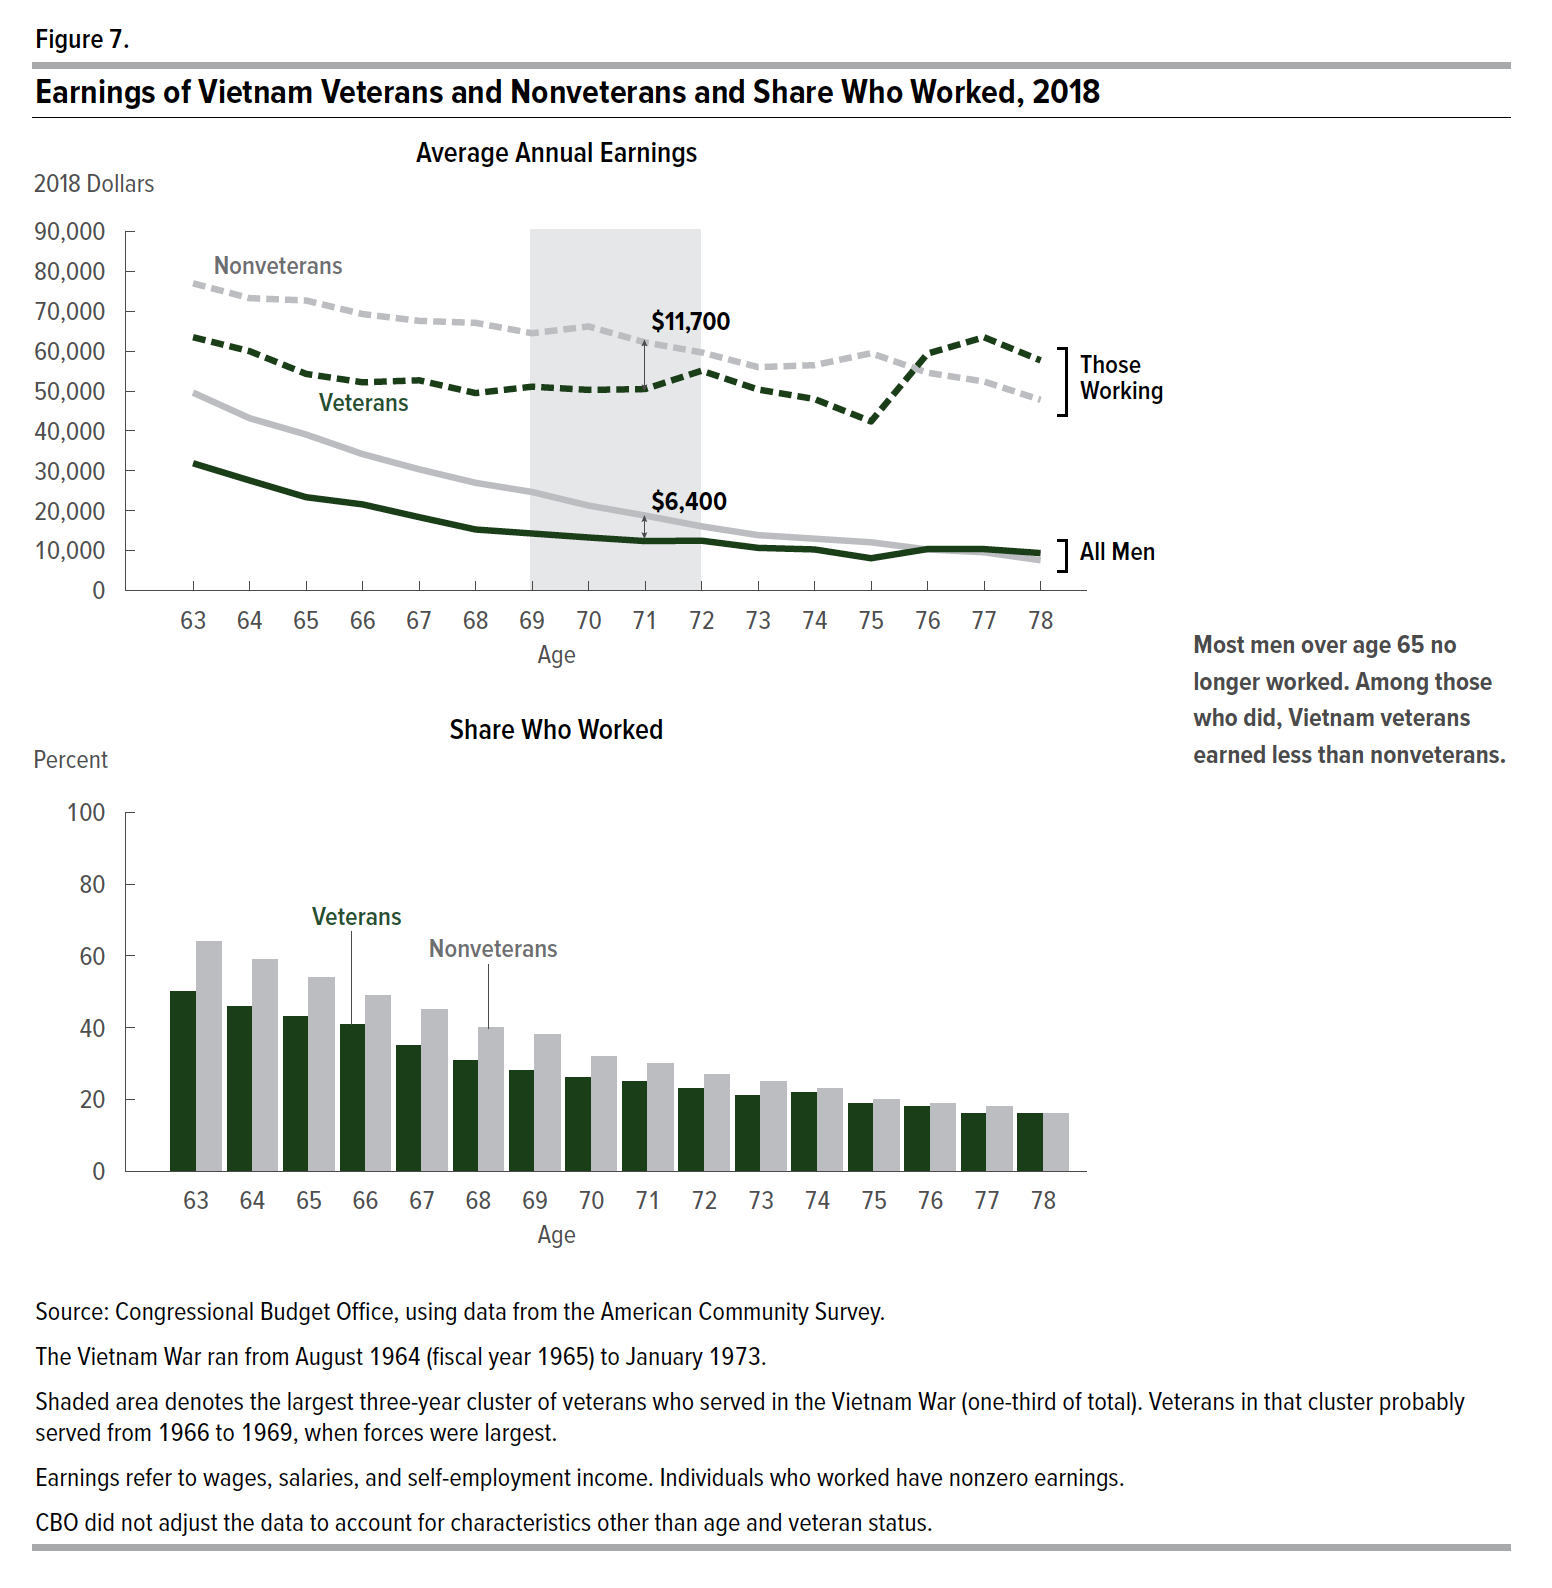 Figure 7.
Earnings of Vietnam Veterans and Nonveterans and Share Who Worked, 2018
Average Annual Earnings
2018 Dollars
90,000
80,000
70,000
60,000
50,000
40,000
30,000
20,000
10,000
0
Nonveterans
$11,700
Veterans
$6,400
Those
Working
All Men
63 64 65 66 67 68 69 70 71 72 73 74 75 76 77 78
Age
Most men over age 65 no
longer worked. Among those
who did, Vietnam veterans
earned less than nonveterans.
Share Who Worked
Percent
100
80
60
40
20
0
Veterans
Nonveterans
63 64 65 66 67 68 69 70 71 72 73 74 75 76 77 78
Age
Source: Congressional Budget Office, using data from the American Community Survey.
The Vietnam War ran from August 1964 (fiscal year 1965) to January 1973.
Shaded area denotes the largest three-year cluster of veterans who served in the Vietnam War (one-third of total). Veterans in that cluster probably
served from 1966 to 1969, when forces were largest.
Earnings refer to wages, salaries, and self-employment income. Individuals who worked have nonzero earnings.
CBO did not adjust the data to account for characteristics other than age and veteran status.